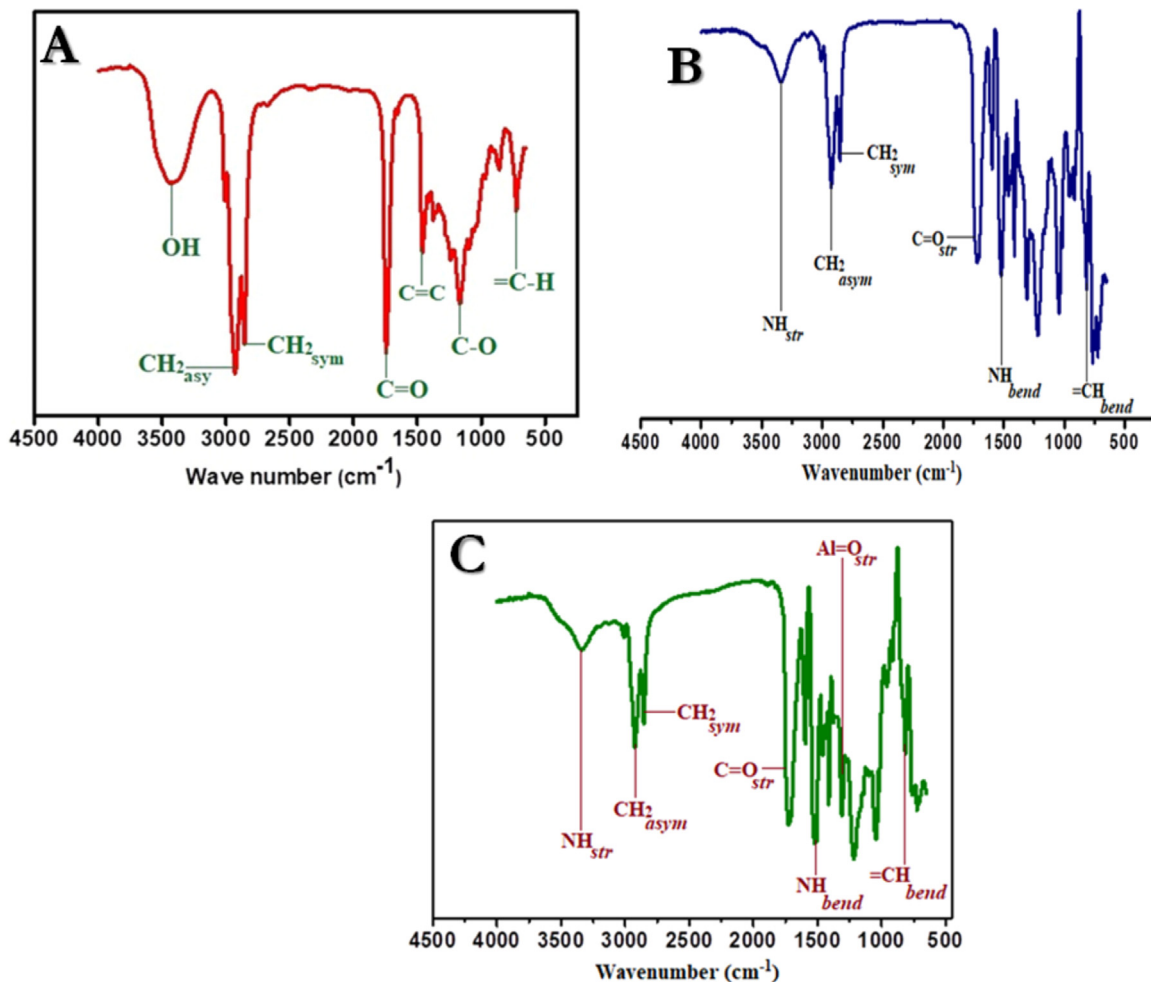 A
OH
CH2asy
CH2sym
C=O
C=C
C-O
=C-H
4500 4000 3500 3000 2500 2000 1500 1000 500
Wave number (cm-1)
B
NHstr
CH2asym
CH2sym
C=Ostr
NHbend
=CHbend
4500 4000 3500 3000 2500 2000 1500 1000 500
Wavenumber (cm-1)
C
Al=Ostr
NHstr
CH2asym
CH2sym
C=Ostr
NHbend
=CHbend
4500 4000 3500 3000 2500 2000 1500 1000 500
Wavenumber (cm-1)